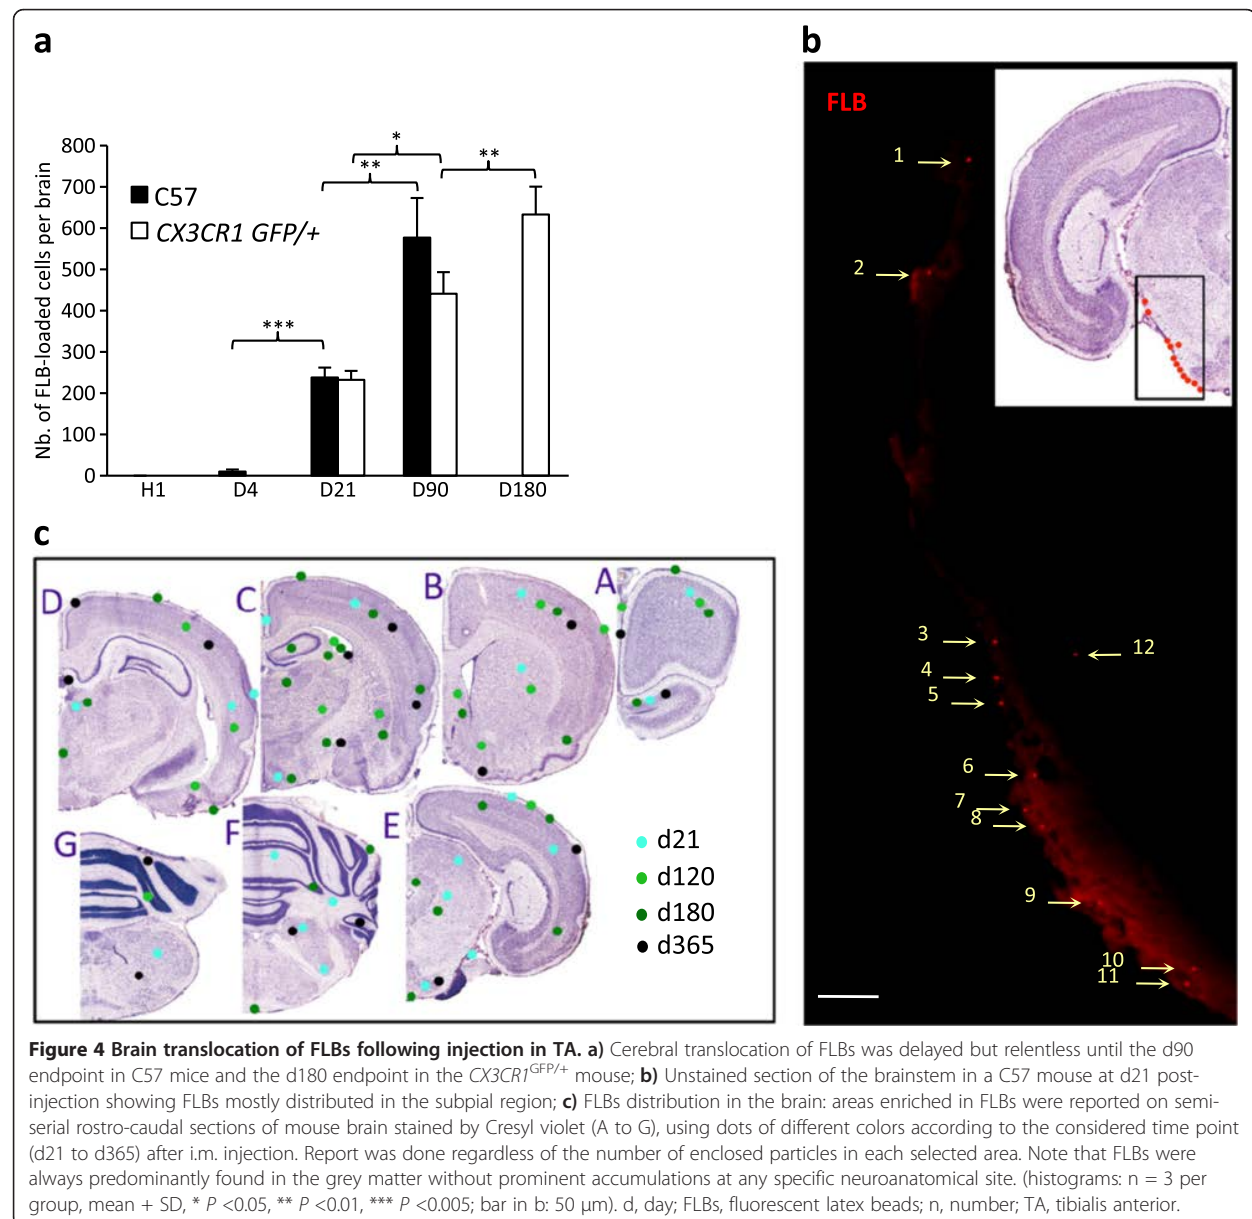 a
Nb. of FLB-loaded cells per brain
800
700
600
500
400
300
200
100
0
C57
CX3CR1 GFP/+
***
**
*
**
H1 D4 D21 D90 D180
b
FLB
1
2
3
4
5
6
7
8
9
10
11
12
c
D C B A
G F E
d21
d120
d180
d365
Figure 4 Brain translocation of FLBs following injection in TA. a) Cerebral translocation of FLBs was delayed but relentless until the d90
endpoint in C57 mice and the d180 endpoint in the CX3CR1GFP/+ mouse; b) Unstained section of the brainstem in a C57 mouse at d21 post-
injection showing FLBs mostly distributed in the subpial region; c) FLBs distribution in the brain: areas enriched in FLBs were reported on semi-
serial rostro-caudal sections of mouse brain stained by Cresyl violet (A to G), using dots of different colors according to the considered time point
(d21 to d365) after i.m. injection. Report was done regardless of the number of enclosed particles in each selected area. Note that FLBs were
always predominantly found in the grey matter without prominent accumulations at any specific neuroanatomical site. (histograms: n = 3 per
group, mean + SD, * P <0.05, ** P <0.01, *** P <0.005; bar in b: 50 μm). d, day; FLBs, fluorescent latex beads; n, number; TA, tibialis anterior.